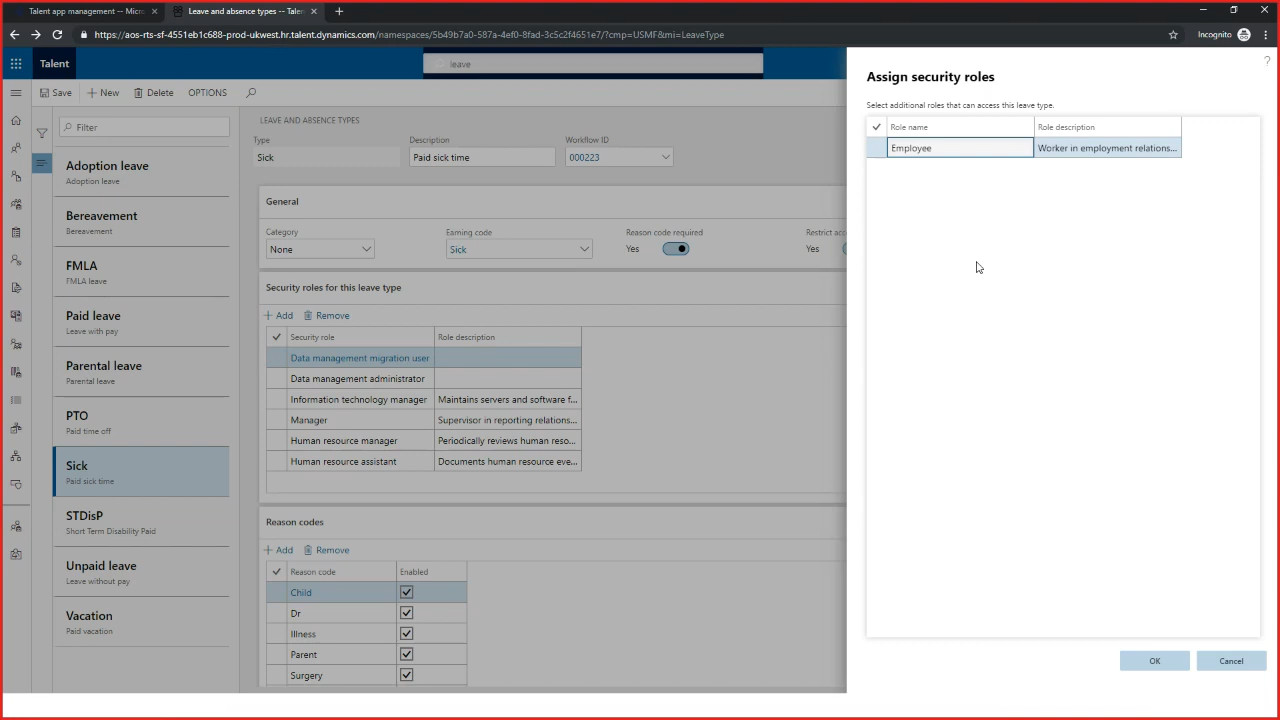 Talent app management -- Micro
Leave and absence types -- Talen
https://aos-rts-sf-4551eb1c688-prod-ukwest.hr.talent.dynamics.com/namespaces/5b49b7a0-587a-4ef0-8fad-3c5c2f4651e7/?cmp=USMF&mi=LeaveType
Incognito
Talent
leave
Save
New
Delete
OPTIONS
Filter
Adoption leave
Adoption leave
Bereavement
Bereavement
FMLA
FMLA leave
Paid leave
Leave with pay
Parental leave
Parental leave
PTO
Paid time off
Sick
Paid sick time
STDisP
Short Term Disability Paid
Unpaid leave
Leave without pay
Vacation
Paid vacation
LEAVE AND ABSENCE TYPES
Type Description Workflow ID
Sick Paid sick time 000223
General
Category Earning code Reason code required Restrict acc
None Sick Yes Yes
Security roles for this leave type
Add Remove
Security role Role description
Data management migration user
Data management administrator
Information technology manager Maintains servers and software f...
Manager Supervisor in reporting relations...
Human resource manager Periodically reviews human reso...
Human resource assistant Documents human resource eve...
Reason codes
Add Remove
Reason code Enabled
Child
Dr
Illness
Parent
Surgery
?
Assign security roles
Select additional roles that can access this leave type.
Role name Role description
Employee Worker in employment relations...
OK Cancel